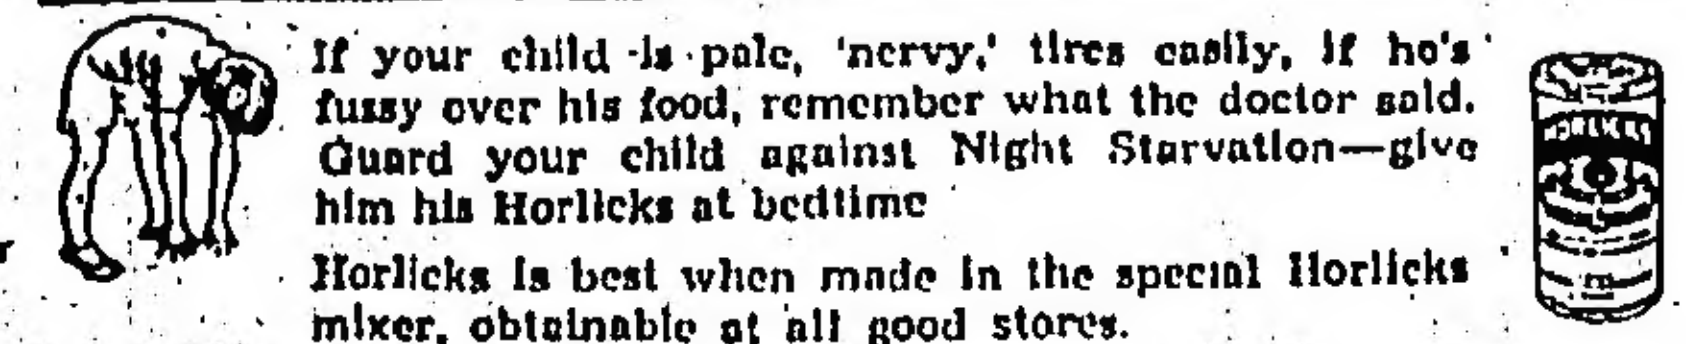 If your child is pale, 'nervy,' tires easily, if he's
fussy over his food, remember what the doctor said.
Guard your child against Night Starvation—give
him his Horlicks at bedtime
Horlicks is best when made in the special Horlicks
mixer, obtainable at all good stores.
HORLICKS